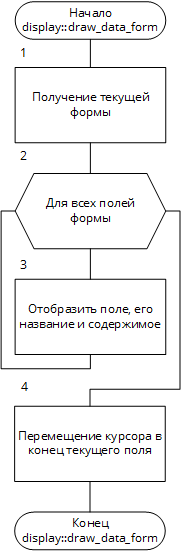 Начало
display::draw_data_form
1
Получение текущей
формы
2
Для всех полей
формы
3
Отобразить поле, его
название и содержимое
4
Перемещение курсора в
конец текущего поля
Конец
display::draw_data_form